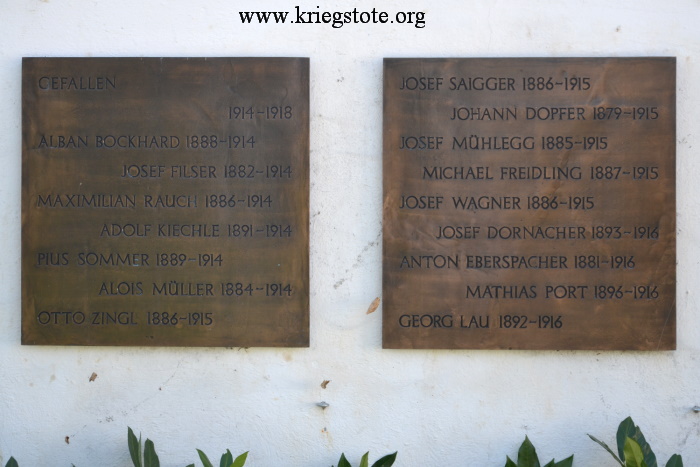 www.kriegstote.org
GEFALLEN
1914-1918
ALBAN BOCKHARD 1888-1914
JOSEF FILSER 1882-1914
MAXIMILIAN RAUCH 1886-1914
ADOLF KIECHLE 1891-1914
PIUS SOMMER 1889-1914
ALOIS MÜLLER 1884-1914
OTTO ZINGL 1886-1915
JOSEF SAIGGER 1886-1915
JOHANN DOPFER 1879-1915
JOSEF MÜHLEGG 1885-1915
MICHAEL FREIDLING 1887-1915
JOSEF WAGNER 1886-1915
JOSEF DORNACHER 1893-1916
ANTON EBERSPACHER 1881-1916
MATHIAS PORT 1896-1916
GEORG LAU 1892-1916